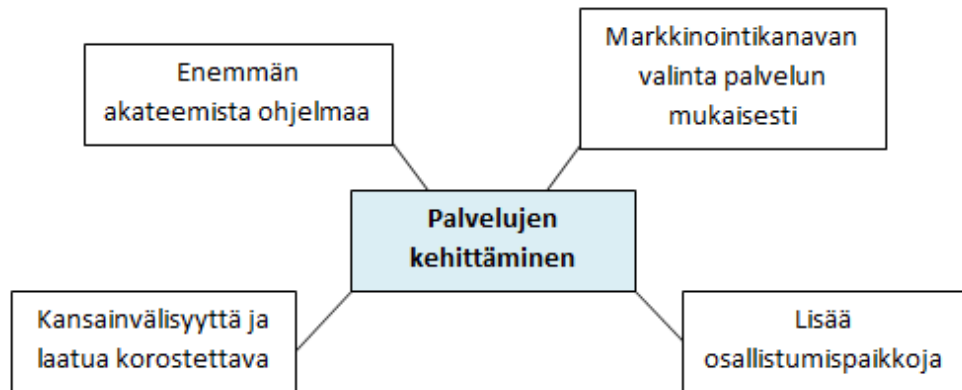 Enemmän
akateemista ohjelmaa
Markkinointikanavan
valinta palvelun
mukaisesti
Palvelujen
kehittäminen
Kansainvälisyyttä ja
laatua korostettava
Lisää
osallistumispaikkoja